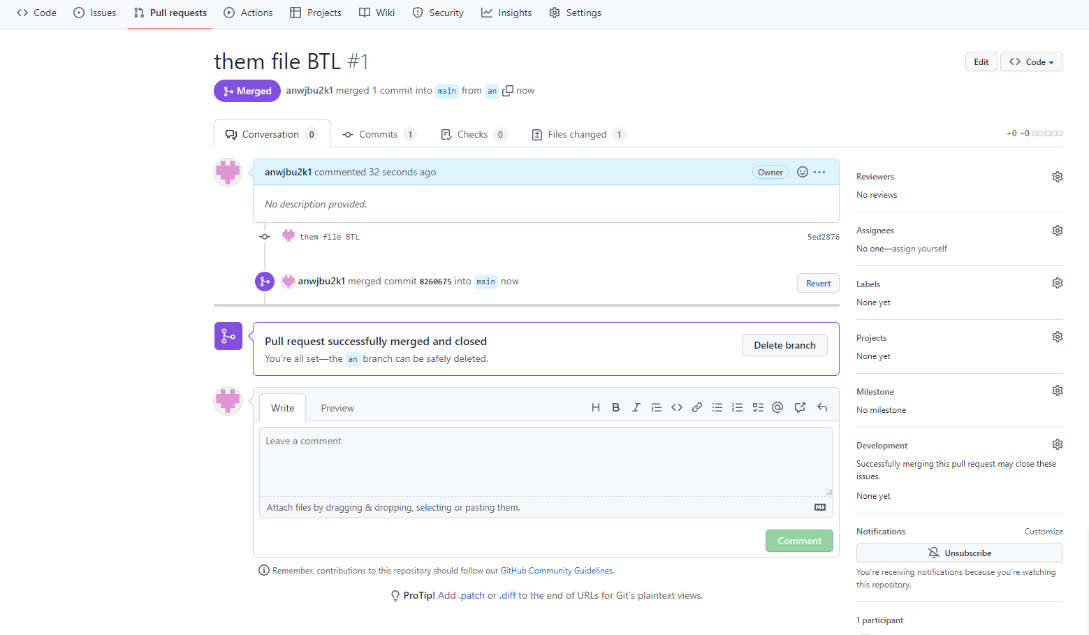 Code Issues Pull requests Actions Projects Wiki Security Insights Settings
them file BTL #1
Edit Code
Merged anwjbu2k1 merged 1 commit into main from an now
Conversation 0 Commits 1 Checks 0 Files changed 1 +0 −0
anwjbu2k1 commented 32 seconds ago Owner
No description provided.
them file BTL 5ed2876
anwjbu2k1 merged commit 8260675 into main now Revert
Pull request successfully merged and closed
You're all set—the an branch can be safely deleted.
Delete branch
Write Preview
Leave a comment
Attach files by dragging & dropping, selecting or pasting them.
Comment
Remember, contributions to this repository should follow our GitHub Community Guidelines.
ProTip! Add .patch or .diff to the end of URLs for Git's plaintext views.
Reviewers
No reviews
Assignees
No one—assign yourself
Labels
None yet
Projects
None yet
Milestone
No milestone
Development
Successfully merging this pull request may close these
issues.
None yet
Notifications Customize
Unsubscribe
You're receiving notifications because you're watching
this repository.
1 participant